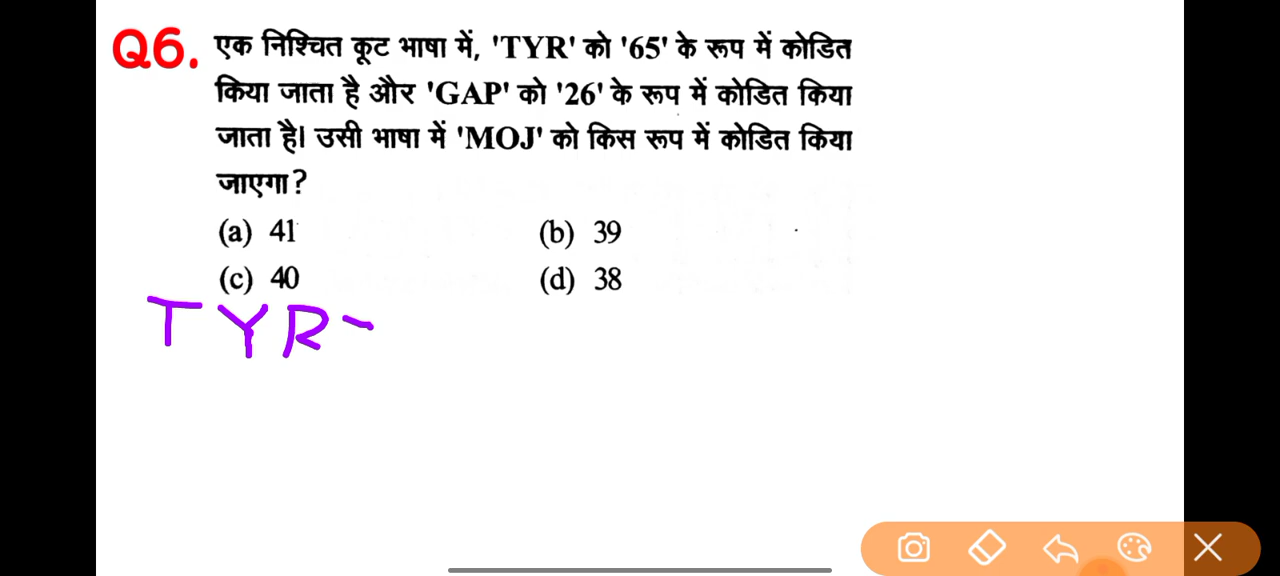 Q6. एक निश्चित कूट भाषा में, 'TYR' को '65' के रूप में कोडित
किया जाता है और 'GAP' को '26' के रूप में कोडित किया
जाता है। उसी भाषा में 'MOJ' को किस रूप में कोडित किया
जाएगा?
(a) 41 (b) 39
(c) 40 (d) 38
TYR-